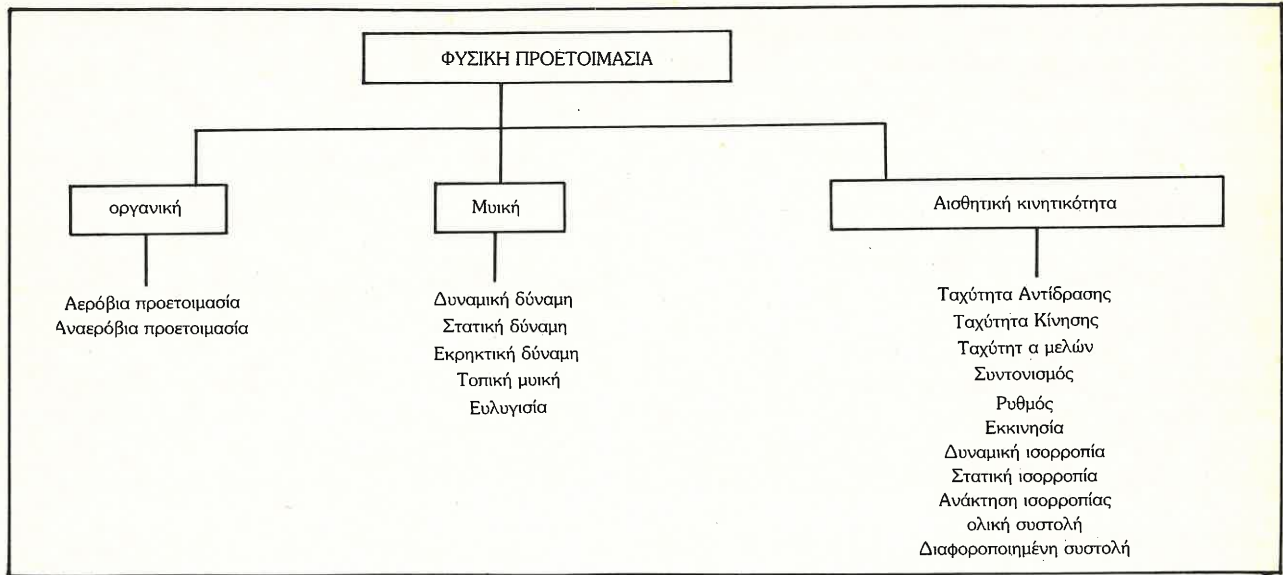 ΦΥΣΙΚΗ ΠΡΟΕΤΟΙΜΑΣΙΑ
οργανική
Αερόβια προετοιμασία
Αναερόβια προετοιμασία
Μυική
Δυναμική δύναμη
Στατική δύναμη
Εκρηκτική δύναμη
Τοπική μυική
Ευλυγισία
Αισθητική κινητικότητα
Ταχύτητα Αντίδρασης
Ταχύτητα Κίνησης
Ταχύτητ α μελών
Συντονισμός
Ρυθμός
Εκκινησία
Δυναμική ισορροπία
Στατική ισορροπία
Ανάκτηση ισορροπίας
ολική συστολή
Διαφοροποιημένη συστολή